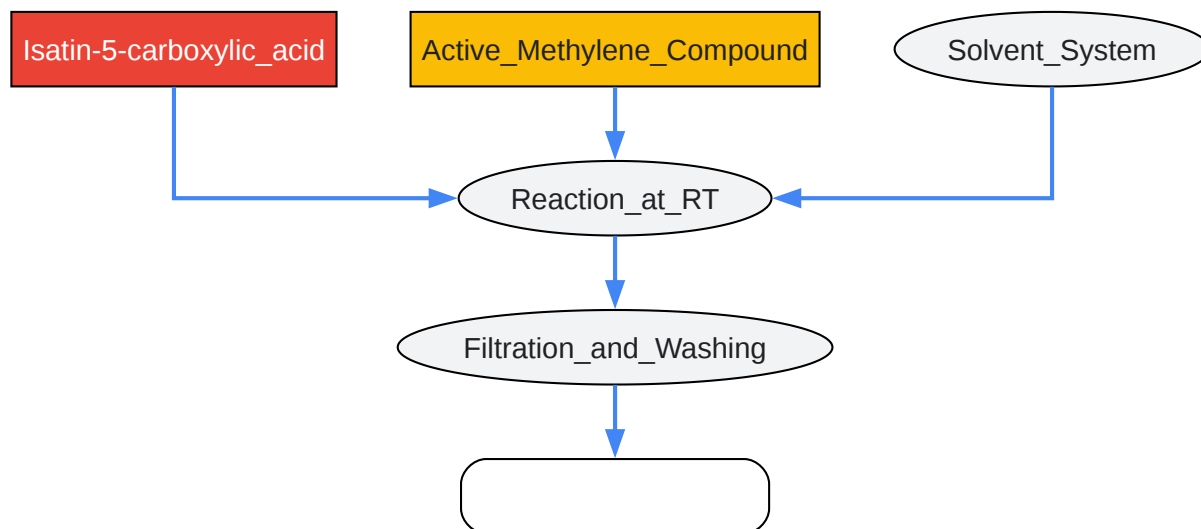 Isatin-5-carboxylic_acid
Active_Methylene_Compound
Solvent_System
Reaction_at_RT
Filtration_and_Washing